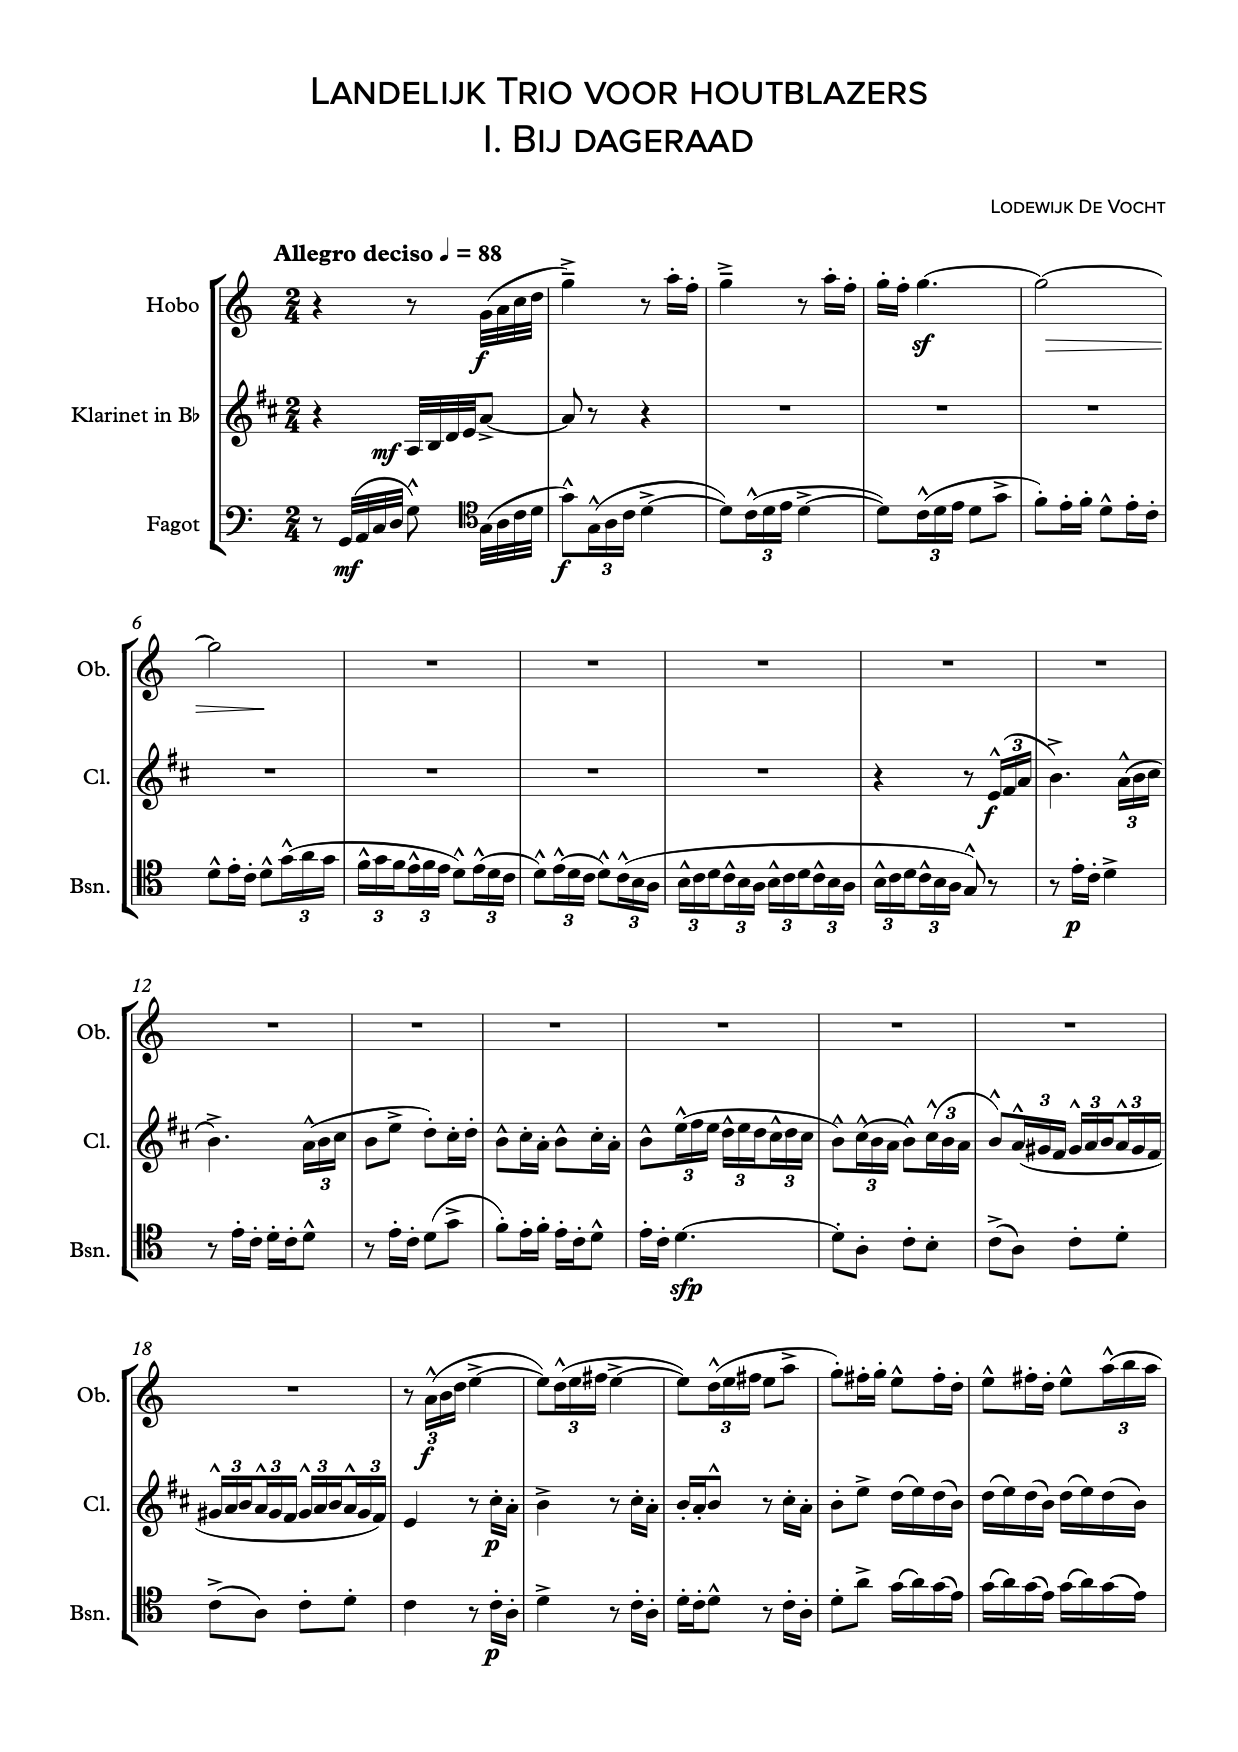 Landelijk Trio voor houtblazers
I. Bij dageraad
Lodewijk De Vocht
Allegro deciso ♩ = 88
Hobo
f
sf
Klarinet in B♭
mf
Fagot
mf
f
3
3
3
6
Ob.
Cl.
3
f
3
Bsn.
3
3
3
3
3
3
3
3
3
3
3
3
p
12
Ob.
Cl.
3
3
3
3
3
3
3
3
3
Bsn.
sfp
18
Ob.
3
f
3
3
3
Cl.
3
3
3
3
p
Bsn.
p